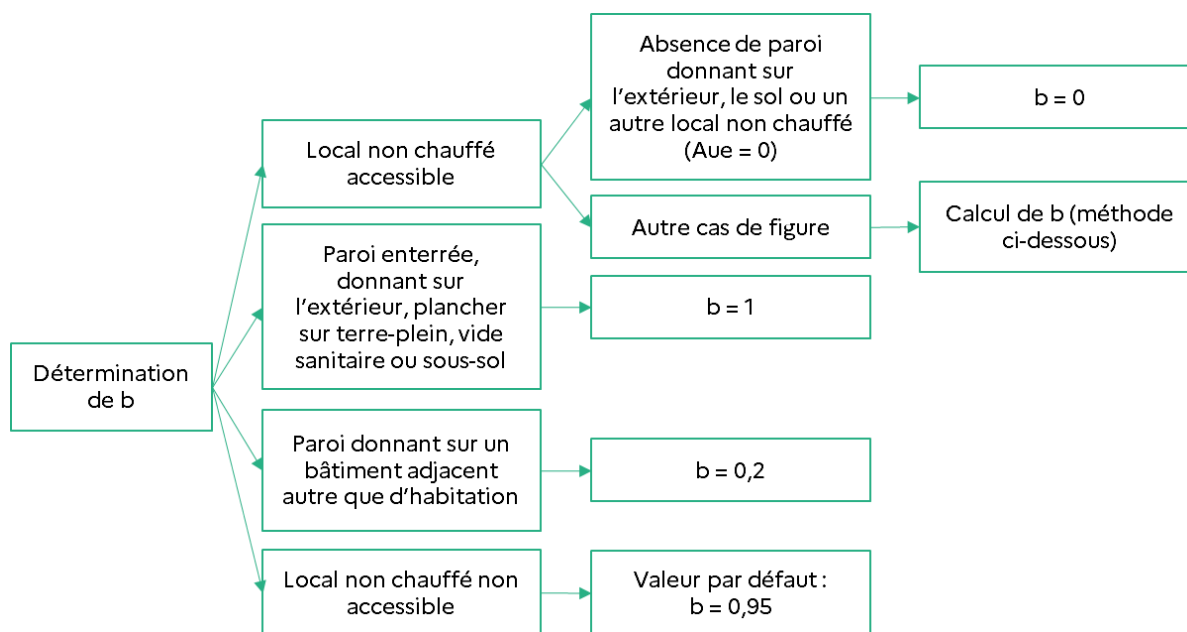 Détermination
de b
Local non chauffé
accessible
Absence de paroi
donnant sur
l'extérieur, le sol ou un
autre local non chauffé
(Aue = 0)
b = 0
Autre cas de figure
Calcul de b (méthode
ci-dessous)
Paroi enterrée,
donnant sur
l'extérieur, plancher
sur terre-plein, vide
sanitaire ou sous-sol
b = 1
Paroi donnant sur un
bâtiment adjacent
autre que d'habitation
b = 0,2
Local non chauffé non
accessible
Valeur par défaut :
b = 0,95